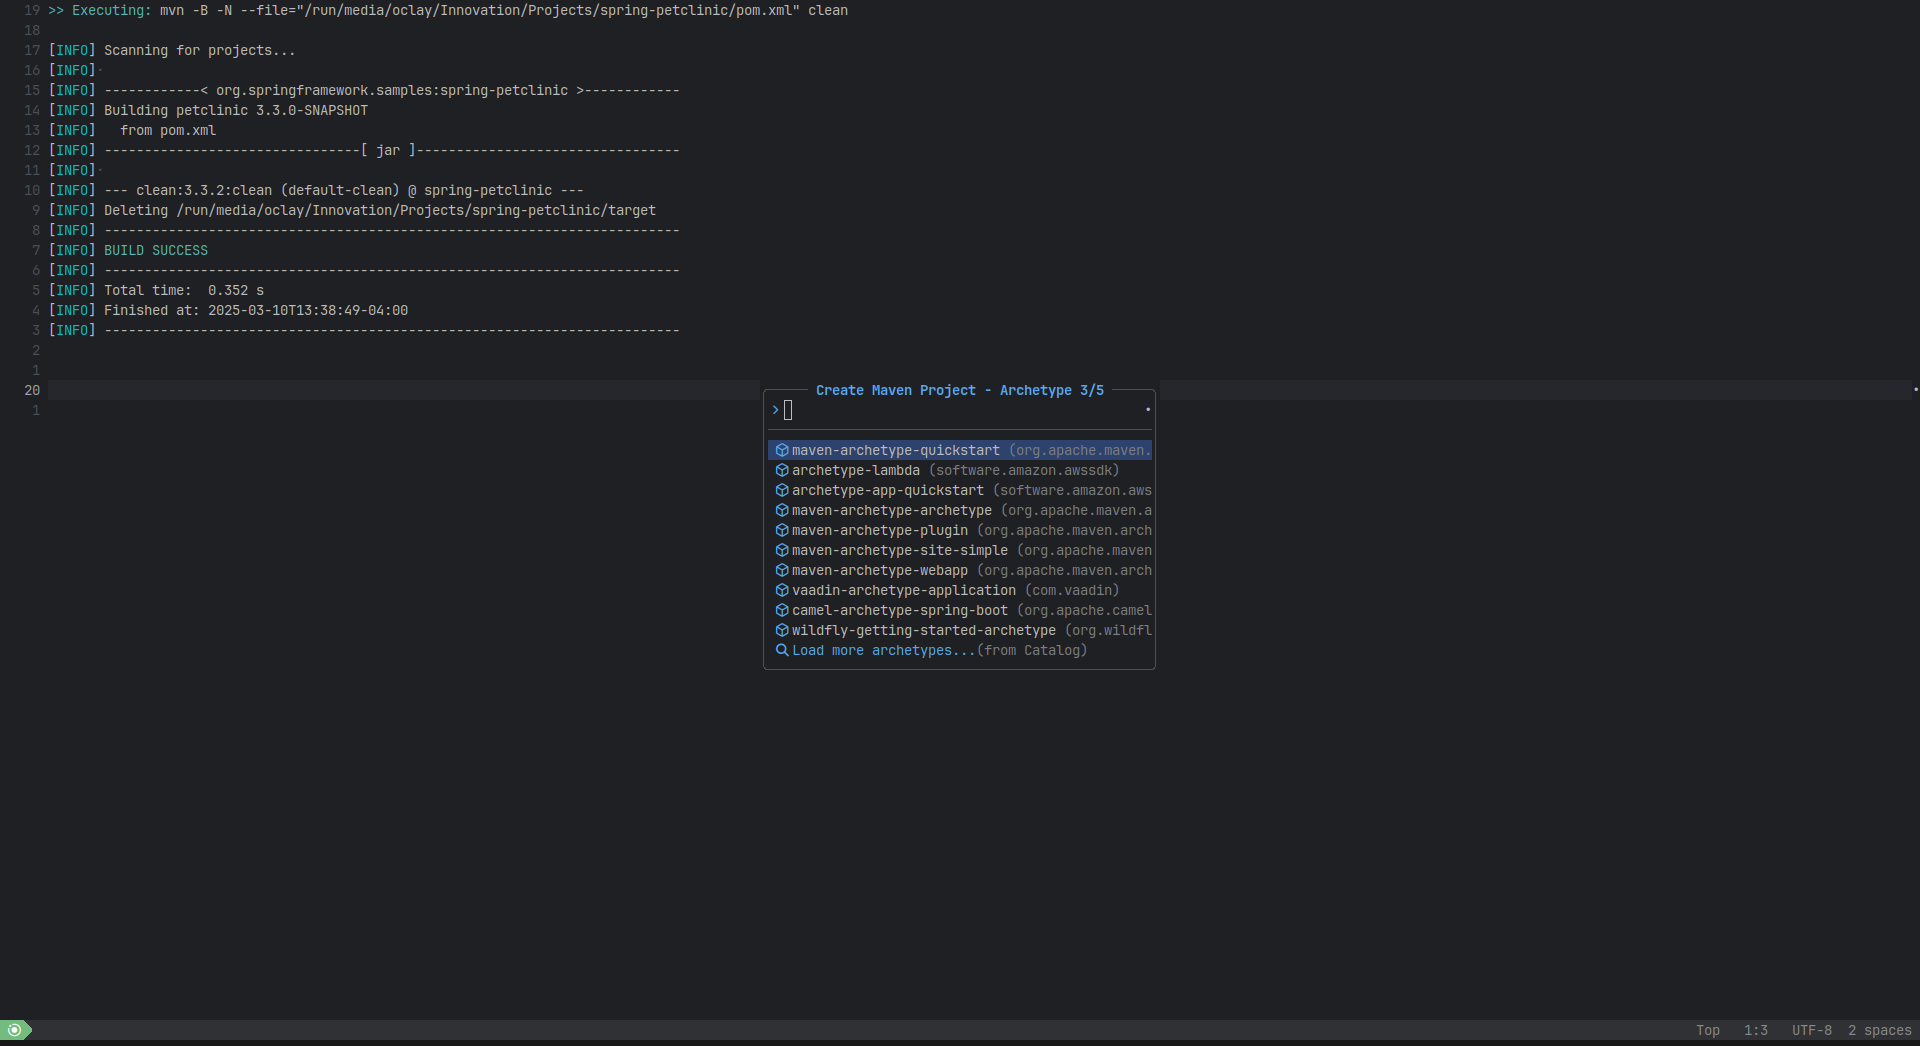 19 >> Executing: mvn -B -N --file="/run/media/oclay/Innovation/Projects/spring-petclinic/pom.xml" clean
18
17 [INFO] Scanning for projects...
16 [INFO]·
15 [INFO] ------------< org.springframework.samples:spring-petclinic >------------
14 [INFO] Building petclinic 3.3.0-SNAPSHOT
13 [INFO]   from pom.xml
12 [INFO] --------------------------------[ jar ]---------------------------------
11 [INFO]·
10 [INFO] --- clean:3.3.2:clean (default-clean) @ spring-petclinic ---
9 [INFO] Deleting /run/media/oclay/Innovation/Projects/spring-petclinic/target
8 [INFO] ------------------------------------------------------------------------
7 [INFO] BUILD SUCCESS
6 [INFO] ------------------------------------------------------------------------
5 [INFO] Total time:  0.352 s
4 [INFO] Finished at: 2025-03-10T13:38:49-04:00
3 [INFO] ------------------------------------------------------------------------
2
1
20
1
Create Maven Project - Archetype 3/5
>
maven-archetype-quickstart (org.apache.maven.
archetype-lambda (software.amazon.awssdk)
archetype-app-quickstart (software.amazon.aws
maven-archetype-archetype (org.apache.maven.a
maven-archetype-plugin (org.apache.maven.arch
maven-archetype-site-simple (org.apache.maven
maven-archetype-webapp (org.apache.maven.arch
vaadin-archetype-application (com.vaadin)
camel-archetype-spring-boot (org.apache.camel
wildfly-getting-started-archetype (org.wildfl
Load more archetypes...(from Catalog)
Top 1:3 UTF-8 2 spaces